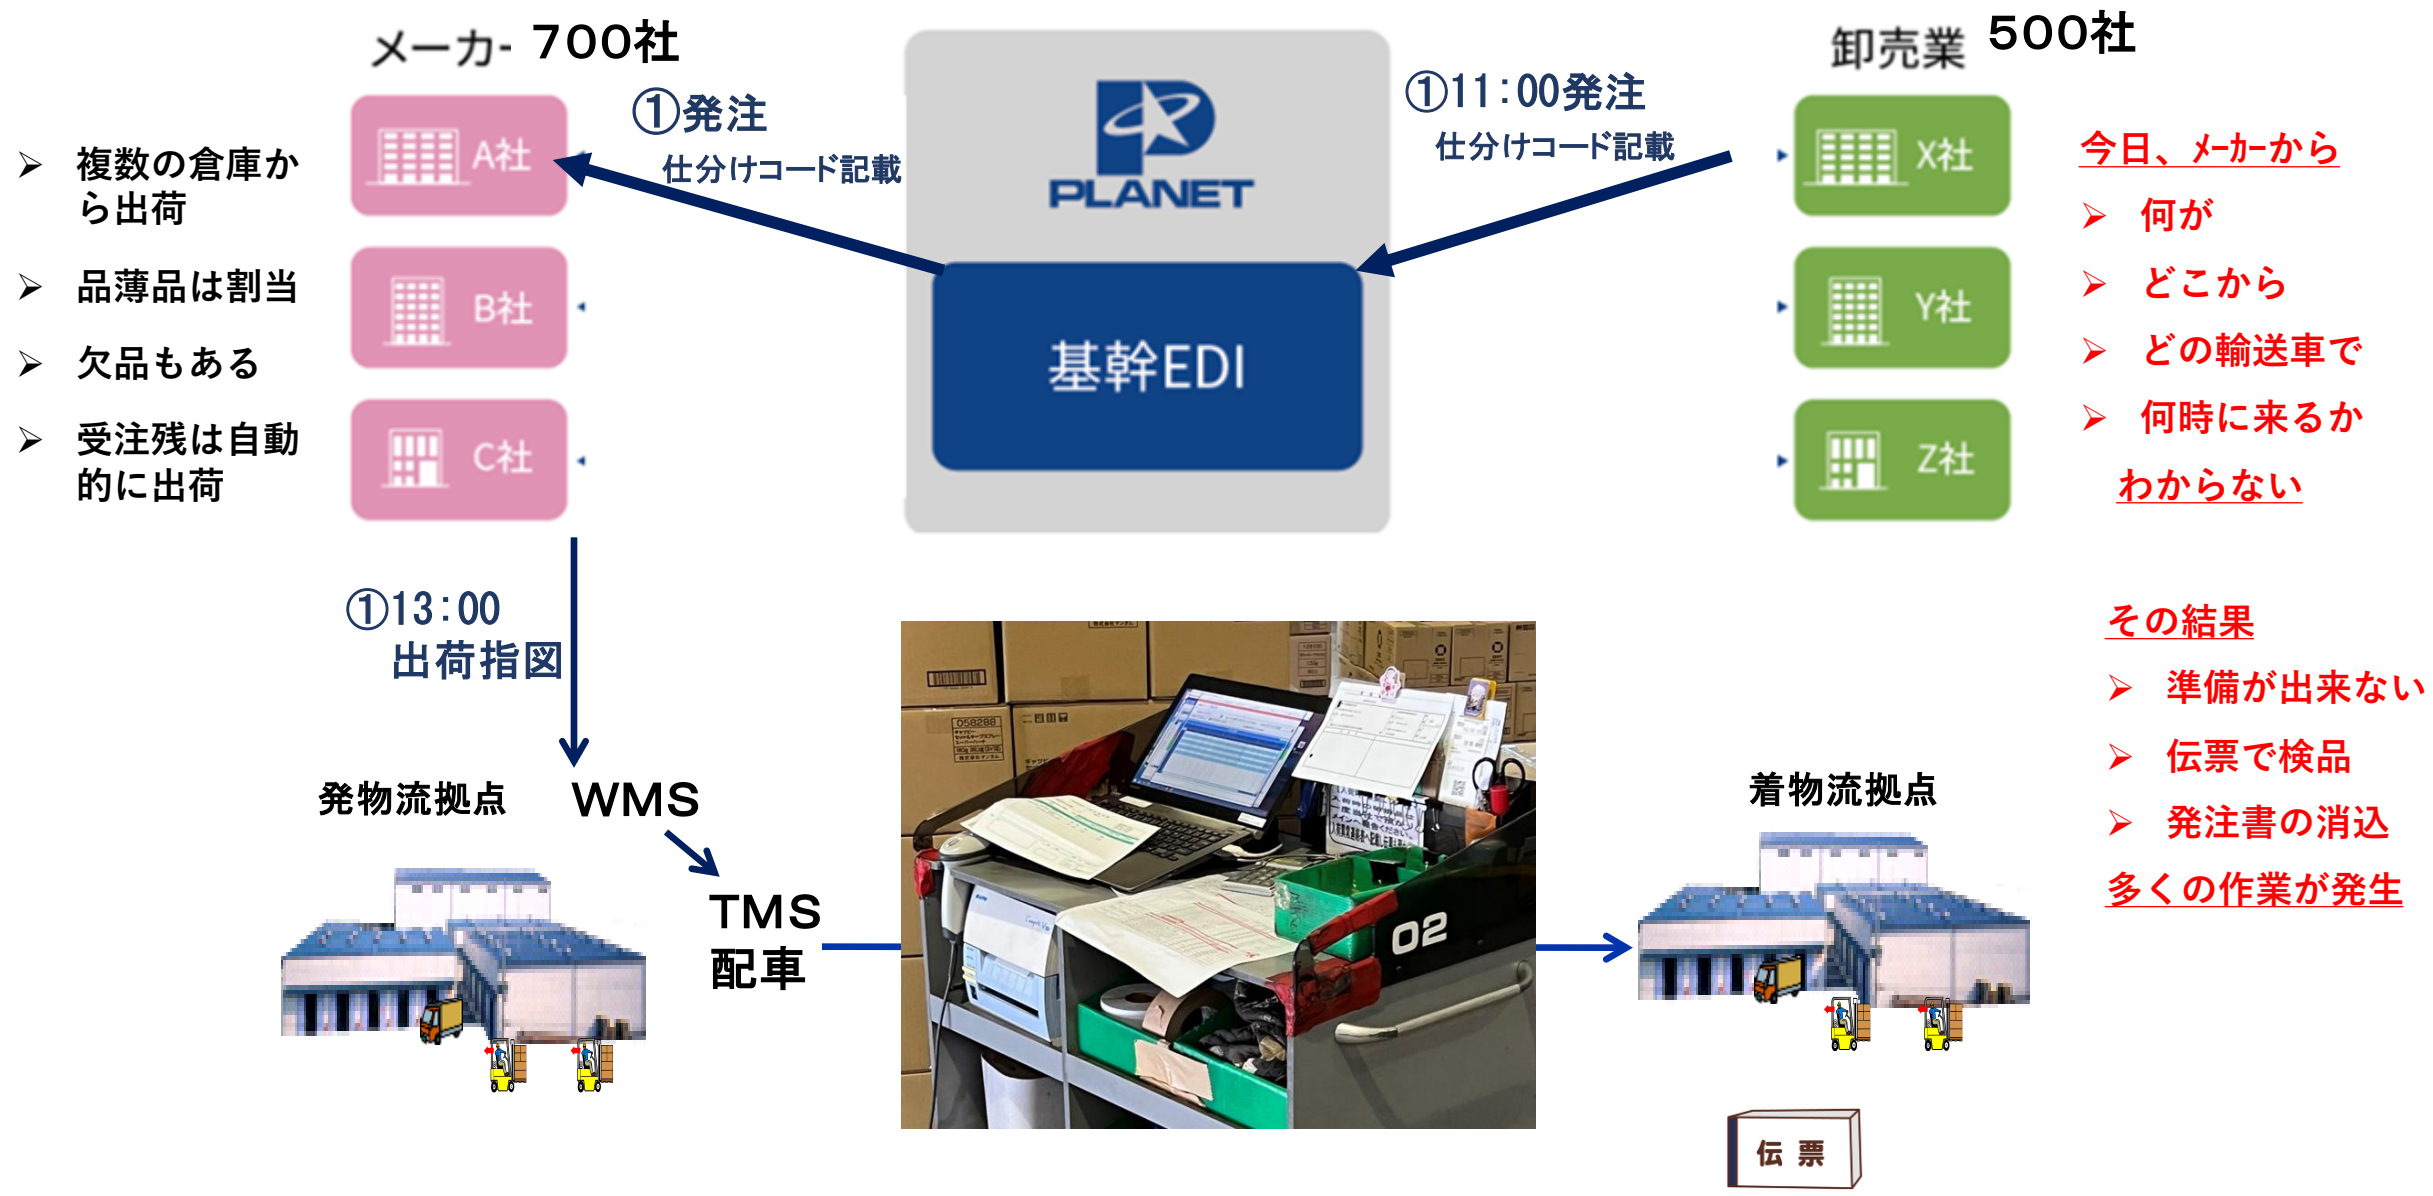 メーカー 700社
①発注
仕分けコード記載
A社
B社
C社
➢ 複数の倉庫か
ら出荷
➢ 品薄品は割当
➢ 欠品もある
➢ 受注残は自動
的に出荷
PLANET
基幹EDI
卸売業 500社
①11:00発注
仕分けコード記載
X社
Y社
Z社
今日、ﾒｰｶｰから
➢ 何が
➢ どこから
➢ どの輸送車で
➢ 何時に来るか
わからない
①13:00
出荷指図
発物流拠点 WMS
TMS
配車
058288
02
着物流拠点
伝 票
その結果
➢ 準備が出来ない
➢ 伝票で検品
➢ 発注書の消込
多くの作業が発生